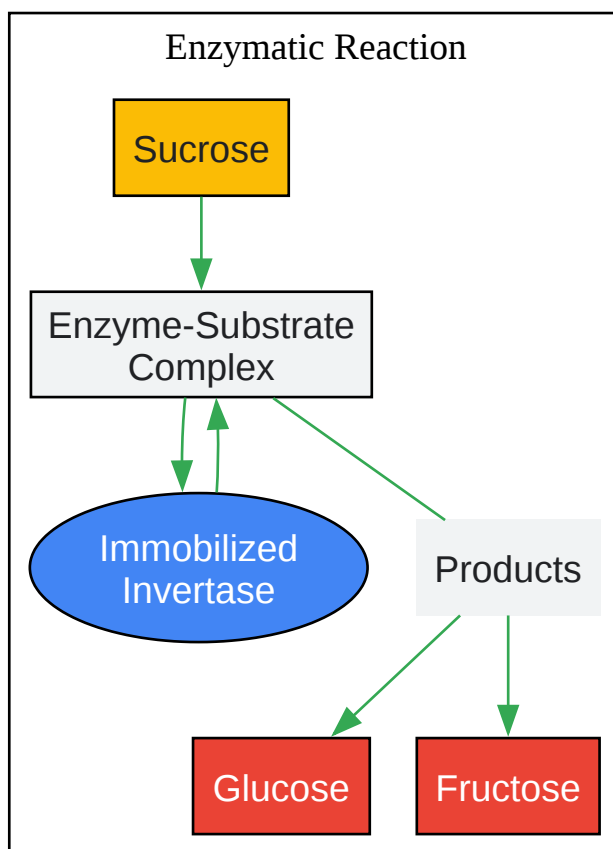 Enzymatic Reaction
Sucrose
Enzyme-Substrate
Complex
Immobilized
Invertase
Products
Glucose
Fructose